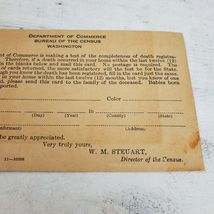 Department of Commerce
BUREAU OF THE CENSUS
WASHINGTON
of Commerce is making a test of the completeness of death registra-
Therefore, if a death occurred in your home within the last twelve (12)
in the blanks below and mail this card. No postage is required. The
of returned cards, the more satisfactory will the test be for the State.
you know the death has been registered, fill in the card just the same.
in your home within the last twelve (12) months, but you know of one
please send this card to family the deceased. Babies born
ported.
Color
in
(Day) (Year) (County) (State)
(Address)
be greatly appreciated.
Very truly yours,
W. M. STEUART,
Director of the Census.
11—